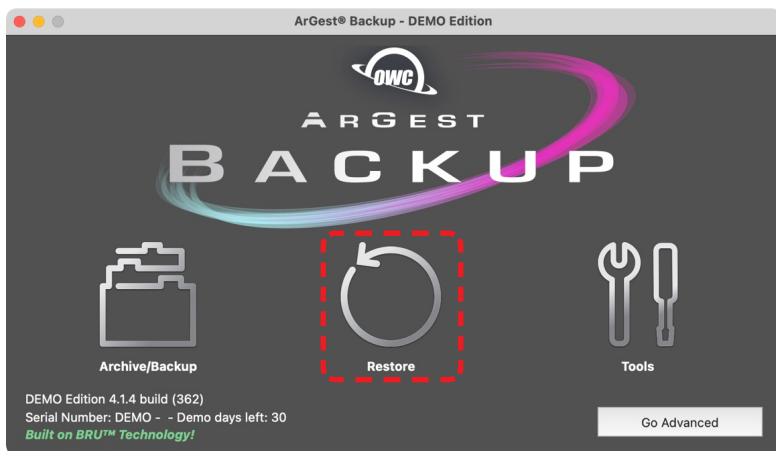 ArGest® Backup - DEMO Edition
OWC
ARGEST
BACKUP
Archive/Backup
Restore
Tools
DEMO Edition 4.1.4 build (362)
Serial Number: DEMO - - Demo days left: 30
Built on BRU™ Technology!
Go Advanced